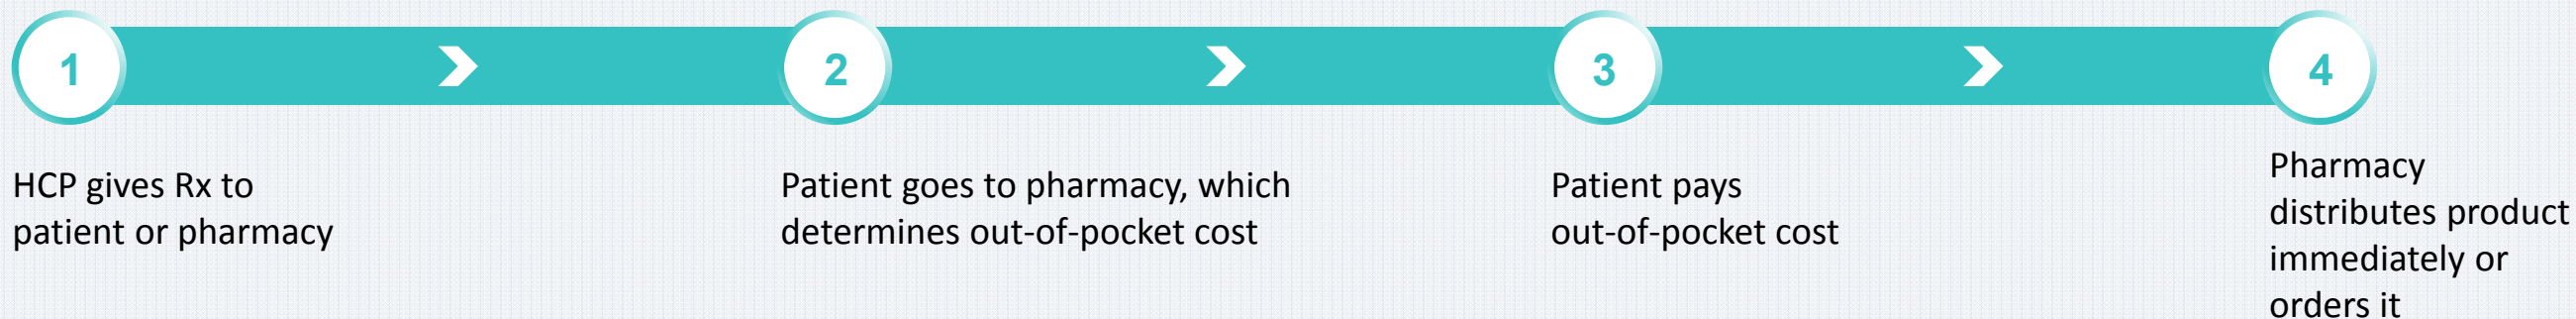 1
2
3
4
HCP gives Rx to
patient or pharmacy
Patient goes to pharmacy, which
determines out-of-pocket cost
Patient pays
out-of-pocket cost
Pharmacy
distributes product
immediately or
orders it